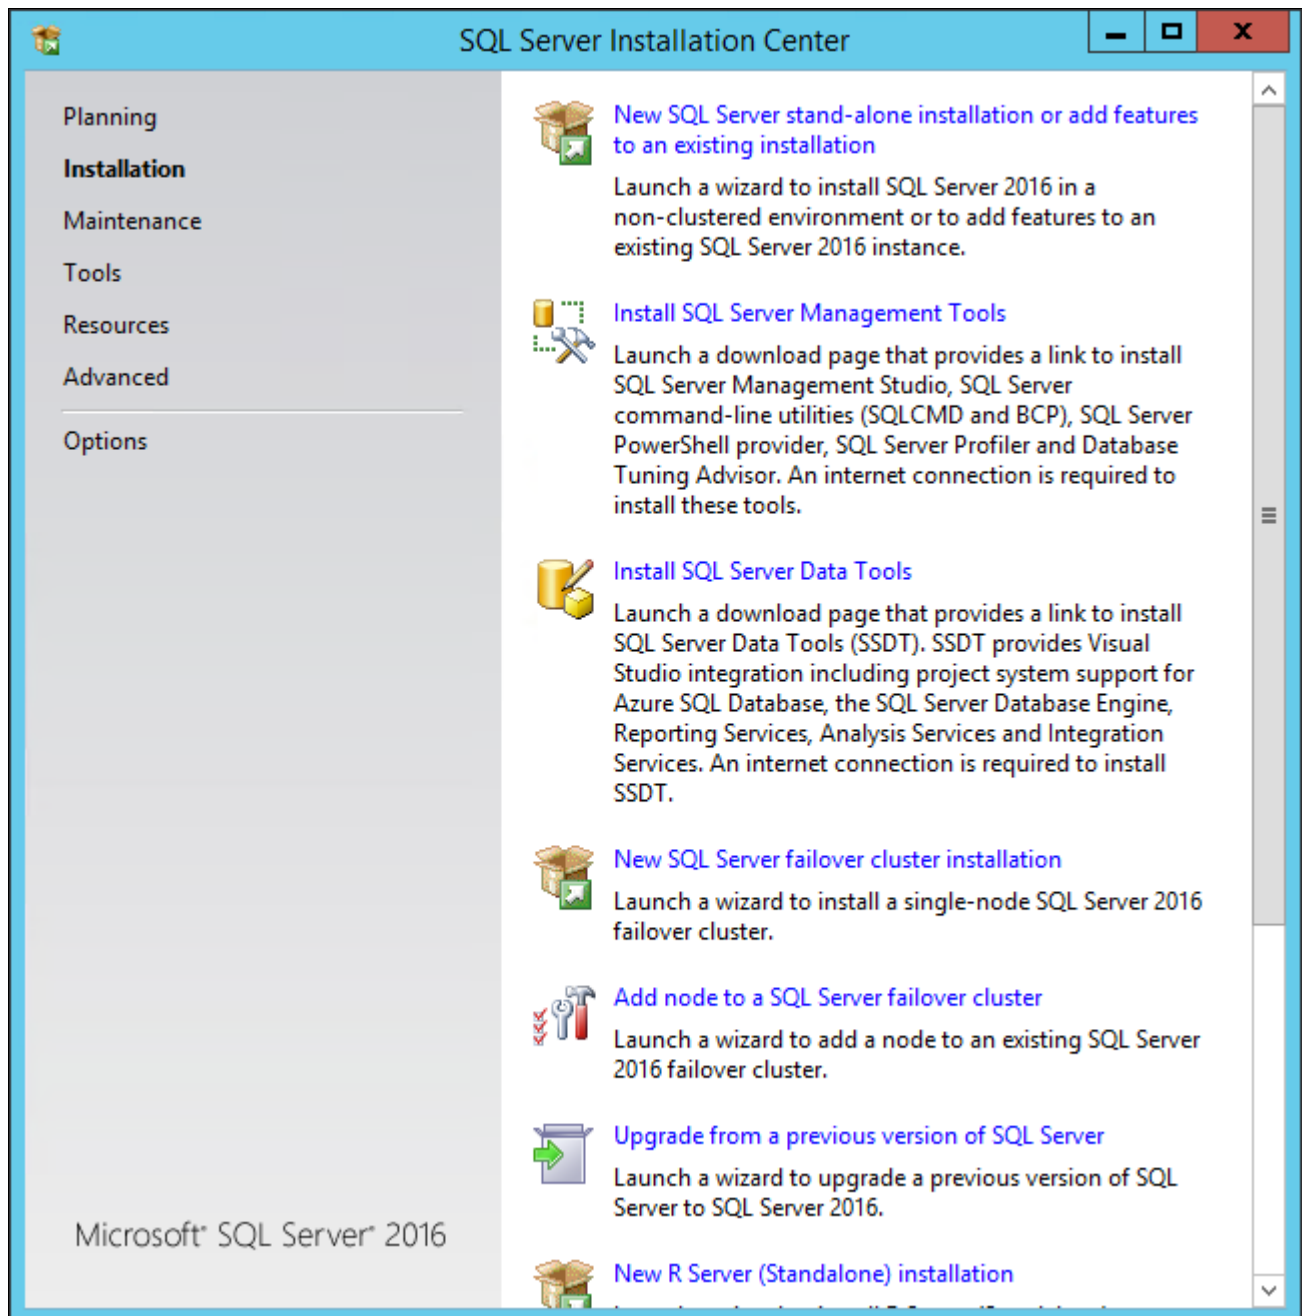 SQL Server Installation Center
Planning
Installation
Maintenance
Tools
Resources
Advanced
Options
Microsoft® SQL Server® 2016
New SQL Server stand-alone installation or add features
to an existing installation
Launch a wizard to install SQL Server 2016 in a
non-clustered environment or to add features to an
existing SQL Server 2016 instance.
Install SQL Server Management Tools
Launch a download page that provides a link to install
SQL Server Management Studio, SQL Server
command-line utilities (SQLCMD and BCP), SQL Server
PowerShell provider, SQL Server Profiler and Database
Tuning Advisor. An internet connection is required to
install these tools.
Install SQL Server Data Tools
Launch a download page that provides a link to install
SQL Server Data Tools (SSDT). SSDT provides Visual
Studio integration including project system support for
Azure SQL Database, the SQL Server Database Engine,
Reporting Services, Analysis Services and Integration
Services. An internet connection is required to install
SSDT.
New SQL Server failover cluster installation
Launch a wizard to install a single-node SQL Server 2016
failover cluster.
Add node to a SQL Server failover cluster
Launch a wizard to add a node to an existing SQL Server
2016 failover cluster.
Upgrade from a previous version of SQL Server
Launch a wizard to upgrade a previous version of SQL
Server to SQL Server 2016.
New R Server (Standalone) installation